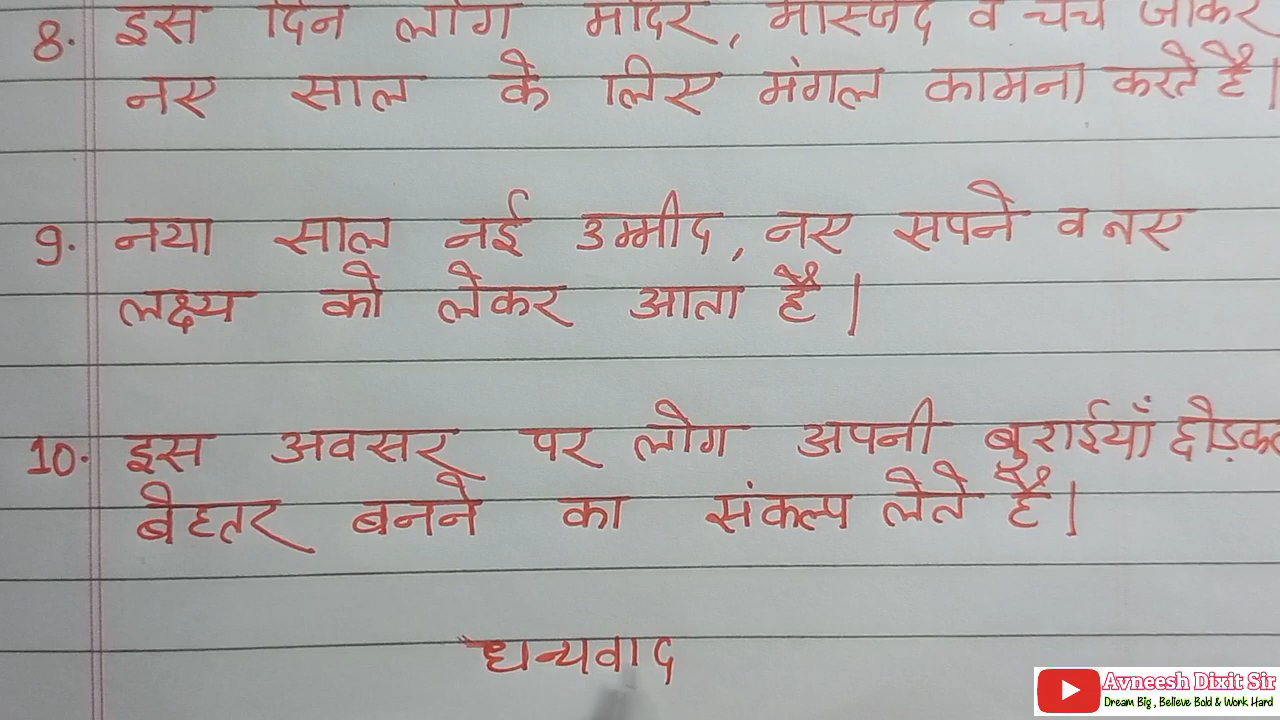 8. इस दिन लोग मंदिर, मस्जिद व चर्च जाकर
नए साल के लिए मंगल कामना करते है।
9. नया साल नई उम्मीद, नए सपने व नए
लक्ष्य को लेकर आता है।
10. इस अवसर पर लोग अपनी बुराईयाँ छोड़कर
बेहतर बनने का संकल्प लेते है।
धन्यवाद
Avneesh Dixit Sir
Dream Big , Believe Bold & Work Hard